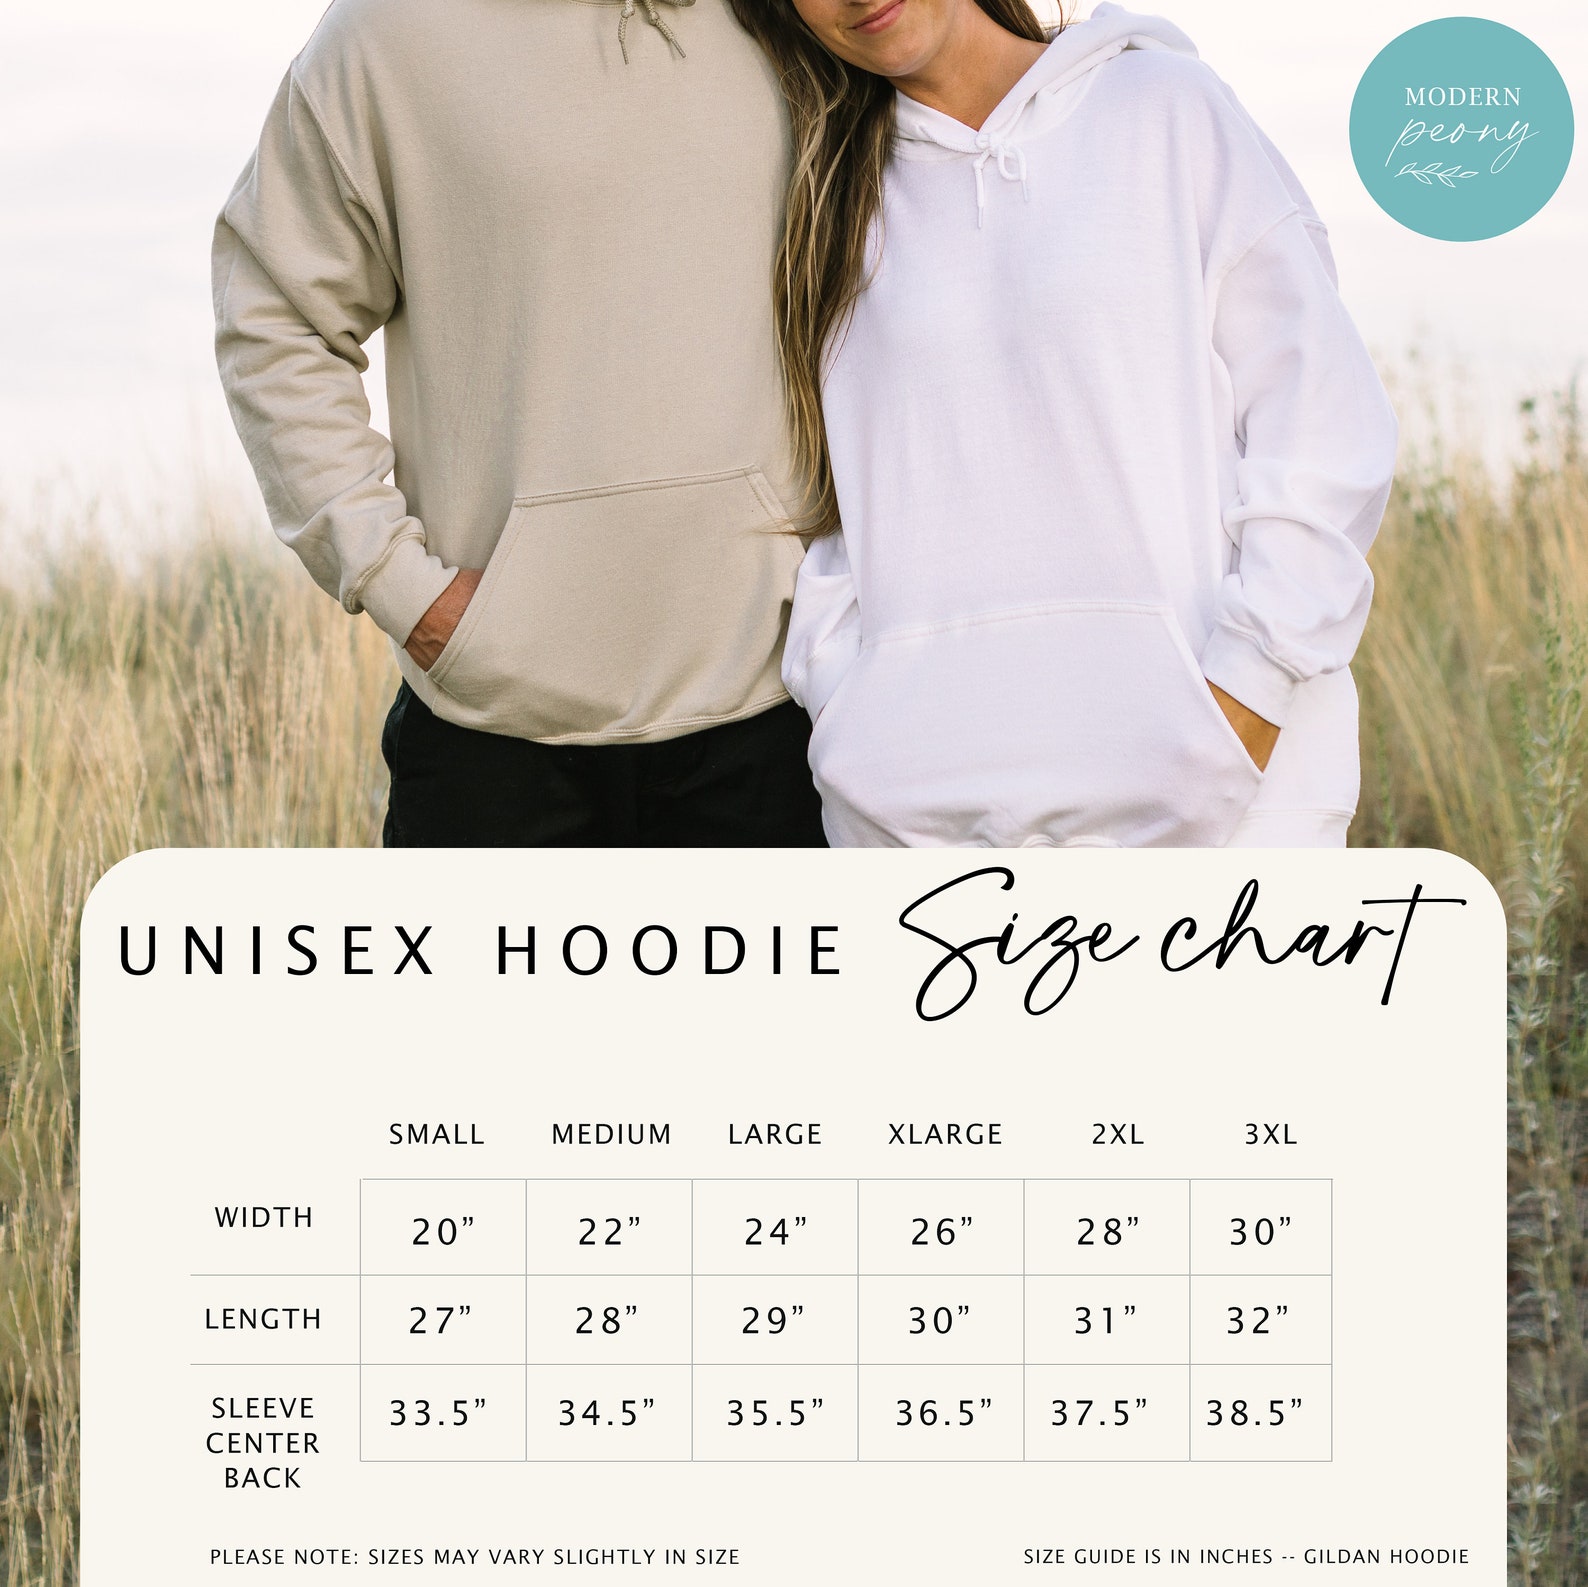 MODERN
peony
UNISEX HOODIE Size chart
SMALL MEDIUM LARGE XLARGE 2XL 3XL
WIDTH 20” 22” 24” 26” 28” 30”
LENGTH 27” 28” 29” 30” 31” 32”
SLEEVE
CENTER
BACK 33.5” 34.5” 35.5” 36.5” 37.5” 38.5”
PLEASE NOTE: SIZES MAY VARY SLIGHTLY IN SIZE
SIZE GUIDE IS IN INCHES -- GILDAN HOODIE